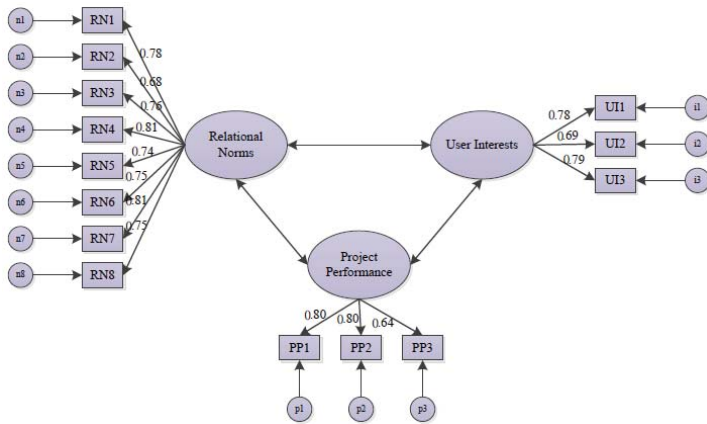 n1
RN1
0.78
n2
RN2
0.68
n3
RN3
0.76
n4
RN4
0.81
n5
RN5
0.74
n6
RN6
0.75
n7
RN7
0.81
n8
RN8
0.75
Relational
Norms
User Interests
0.78
UI1
i1
0.69
UI2
i2
0.79
UI3
i3
Project
Performance
0.80
0.80
0.64
PP1
PP2
PP3
p1
p2
p3